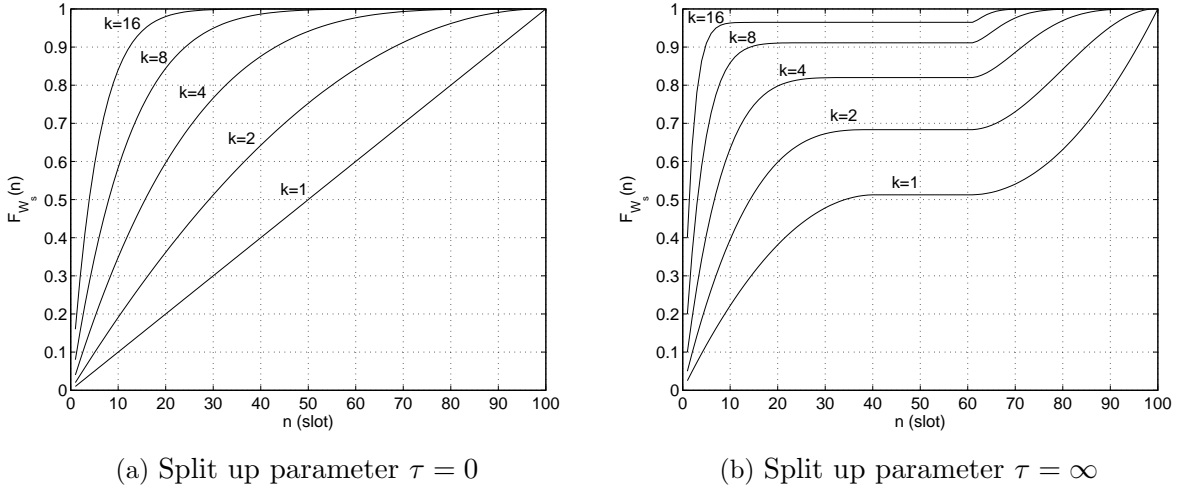 1
0.9
0.8
0.7
0.6
0.5
0.4
0.3
0.2
0.1
0
F_{W_s}(n)
k=16
k=8
k=4
k=2
k=1
0 10 20 30 40 50 60 70 80 90 100
n (slot)
(a) Split up parameter τ = 0
1
0.9
0.8
0.7
0.6
0.5
0.4
0.3
0.2
0.1
0
F_{W_s}(n)
k=16
k=8
k=4
k=2
k=1
0 10 20 30 40 50 60 70 80 90 100
n (slot)
(b) Split up parameter τ = ∞